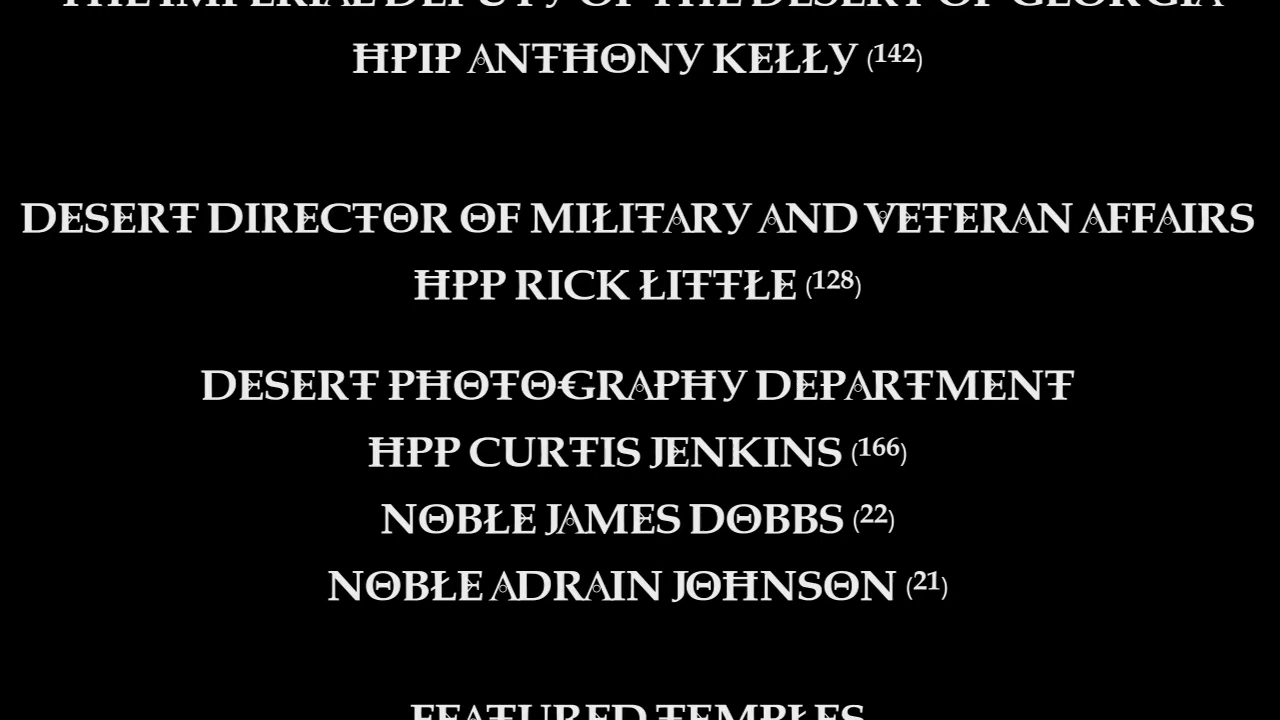 THE IMPERIAL DEPUTY OF THE DESERT OF GEORGIA
HPIP ANTHONY KELLY (142)
DESERT DIRECTOR OF MILITARY AND VETERAN AFFAIRS
HPP RICK LITTLE (128)
DESERT PHOTOGRAPHY DEPARTMENT
HPP CURTIS JENKINS (166)
NOBLE JAMES DOBBS (22)
NOBLE ADRAIN JOHNSON (21)
FEATURED TEMPLES